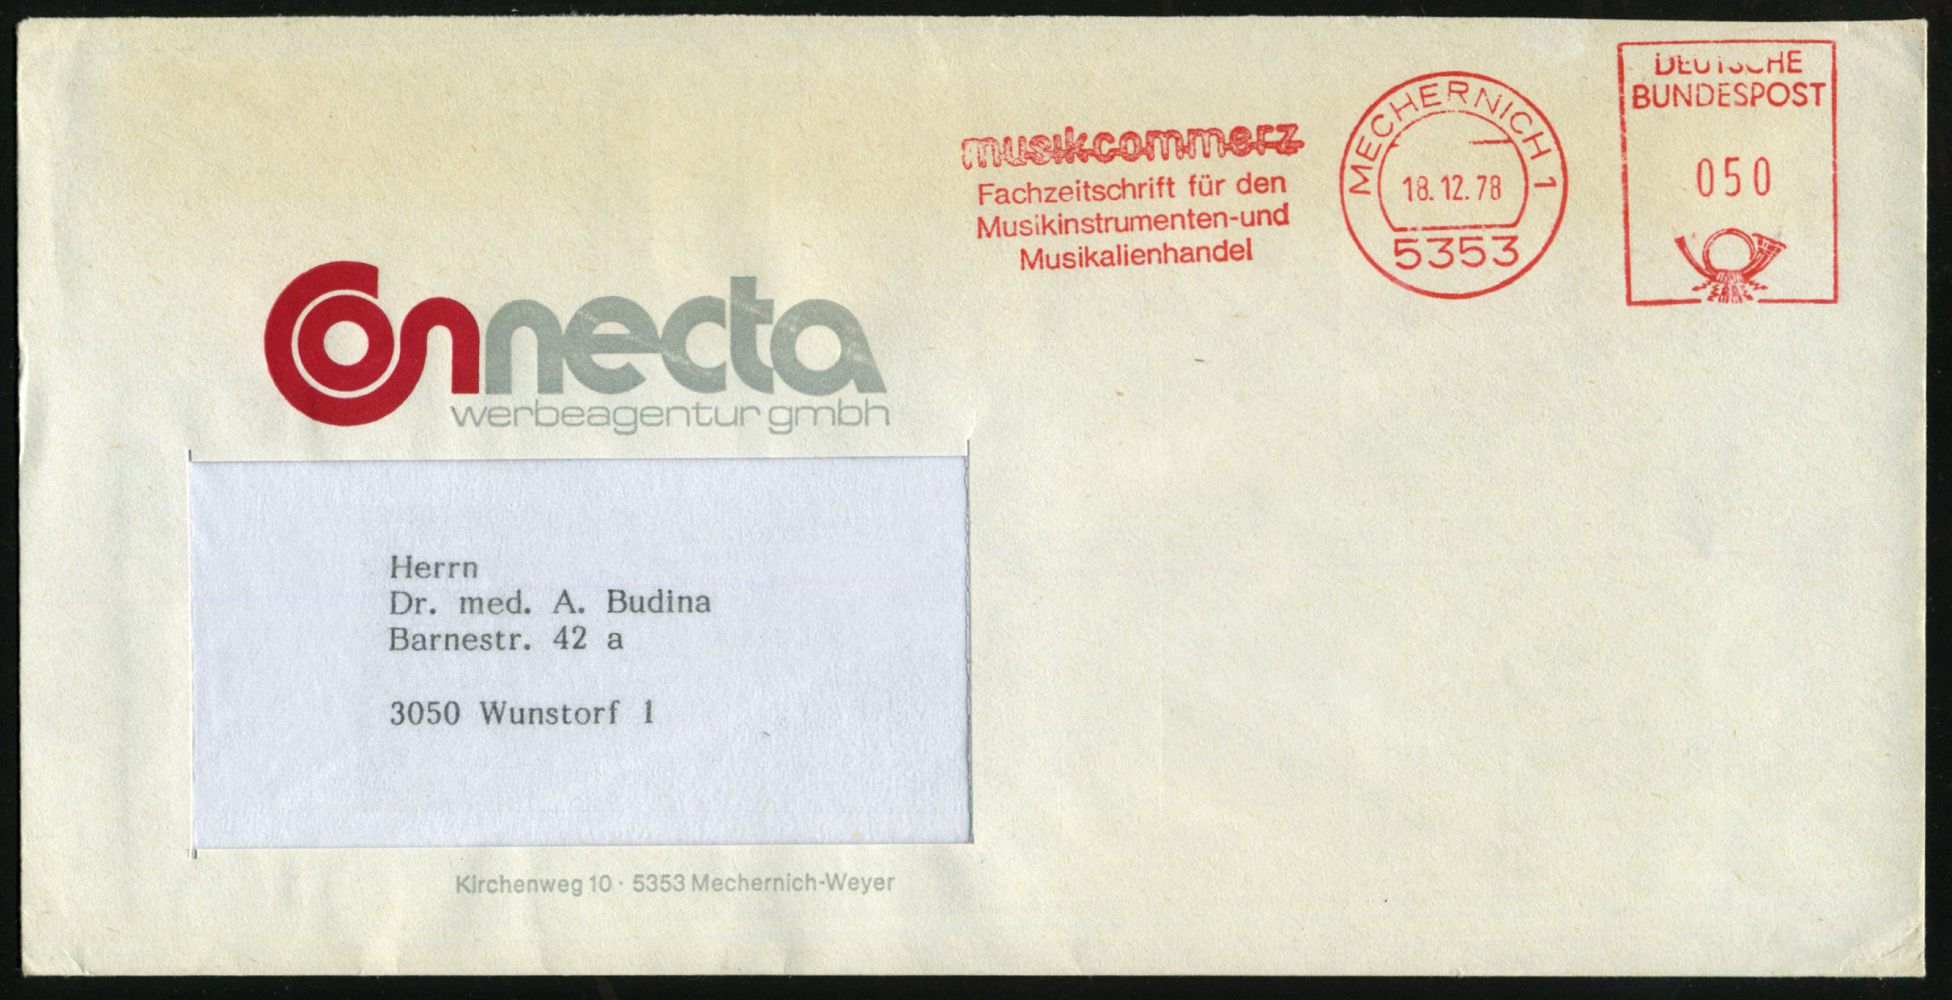 musikcommerz
Fachzeitschrift für den
Musikinstrumenten-und
Musikalienhandel
MECHERNICH 1
18.12.78
5353
DEUTSCHE
BUNDESPOST
050
Connecta
werbeagentur gmbh
Herrn
Dr. med. A. Budina
Barnestr. 42 a
3050 Wunstorf 1
Kirchenweg 10 · 5353 Mechernich-Weyer